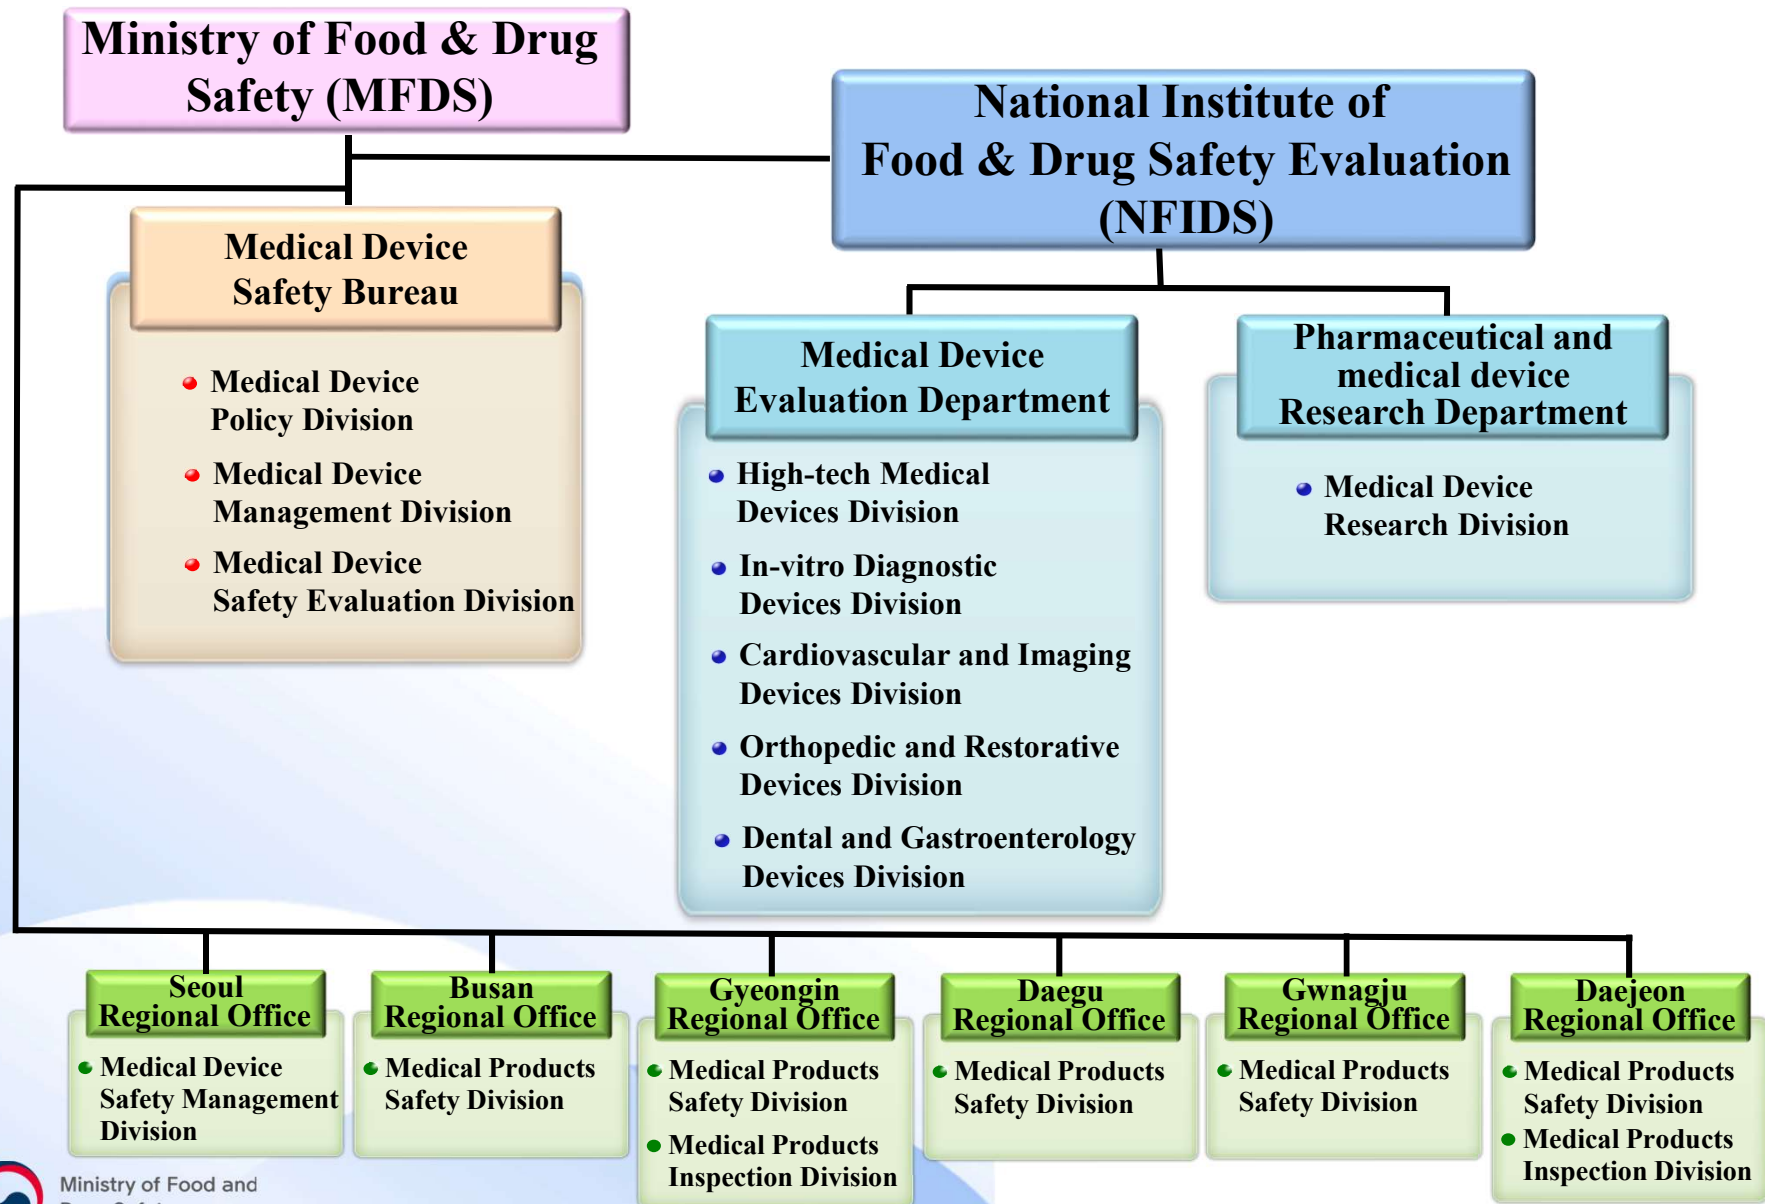 Ministry of Food & Drug
Safety (MFDS)
National Institute of
Food & Drug Safety Evaluation
(NFIDS)
Medical Device
Safety Bureau
Medical Device
Policy Division
Medical Device
Management Division
Medical Device
Safety Evaluation Division
Medical Device
Evaluation Department
High-tech Medical
Devices Division
In-vitro Diagnostic
Devices Division
Cardiovascular and Imaging
Devices Division
Orthopedic and Restorative
Devices Division
Dental and Gastroenterology
Devices Division
Pharmaceutical and
medical device
Research Department
Medical Device
Research Division
Seoul
Regional Office
Medical Device
Safety Management
Division
Busan
Regional Office
Medical Products
Safety Division
Gyeongin
Regional Office
Medical Products
Safety Division
Medical Products
Inspection Division
Daegu
Regional Office
Medical Products
Safety Division
Gwnagju
Regional Office
Medical Products
Safety Division
Daejeon
Regional Office
Medical Products
Safety Division
Medical Products
Inspection Division
Ministry of Food and